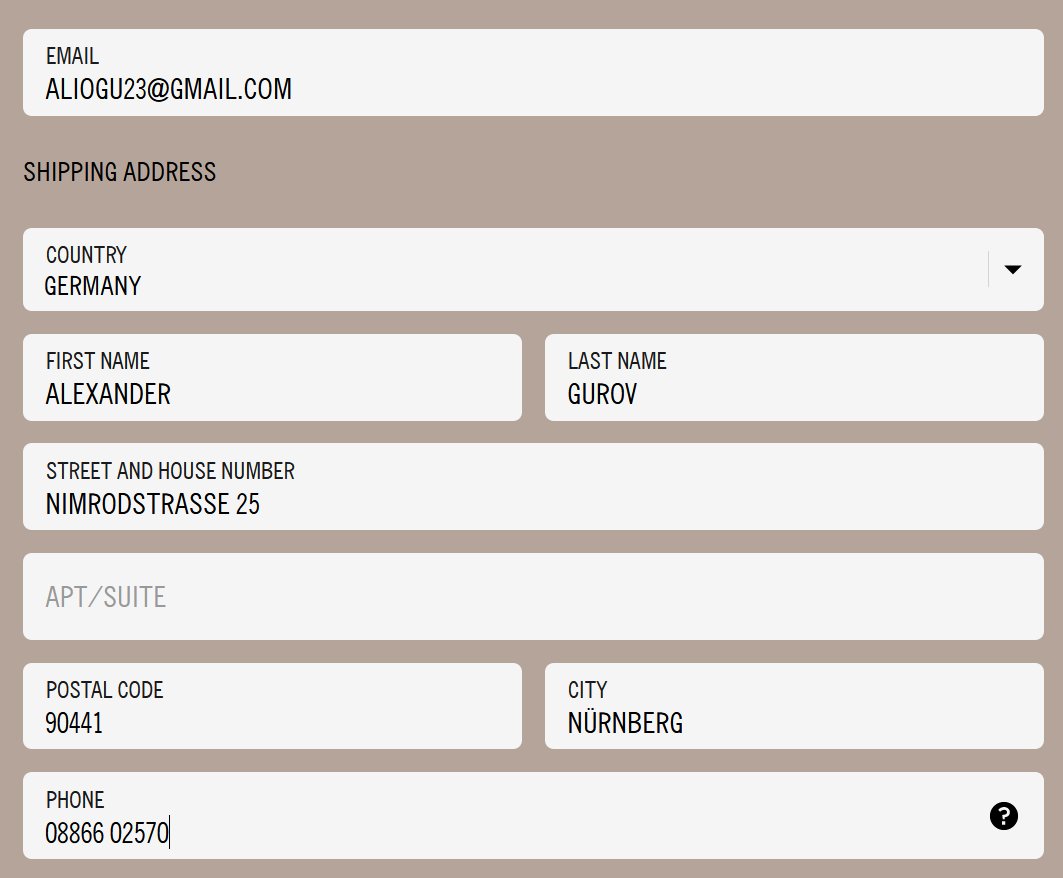 EMAIL
ALIOGU23@GMAIL.COM
SHIPPING ADDRESS
COUNTRY
GERMANY
FIRST NAME
ALEXANDER
LAST NAME
GUROV
STREET AND HOUSE NUMBER
NIMRODSTRASSE 25
APT/SUITE
POSTAL CODE
90441
CITY
NÜRNBERG
PHONE
08866 02570
?